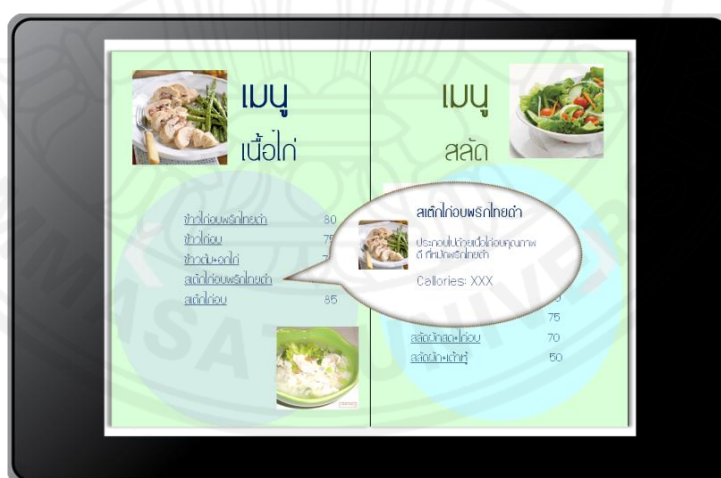 เมนู
เนื้อไก่
ข้าวไก่อบพริกไทยดำ 80
ข้าวไก่อบ 75
ข้าวต้ม+อกไก่
สเต๊กไก่อบพริกไทยดำ
สเต๊กไก่อบ 85
เมนู
สลัด
สเต๊กไก่อบพริกไทยดำ
ประกอบไปด้วยเนื้อไก่อบคุณภาพ
ดี ที่หมักพริกไทยดำ
Callories: XXX
75
สลัดผักสด+ไก่อบ 70
สลัดผัก+เต้าหู้ 50